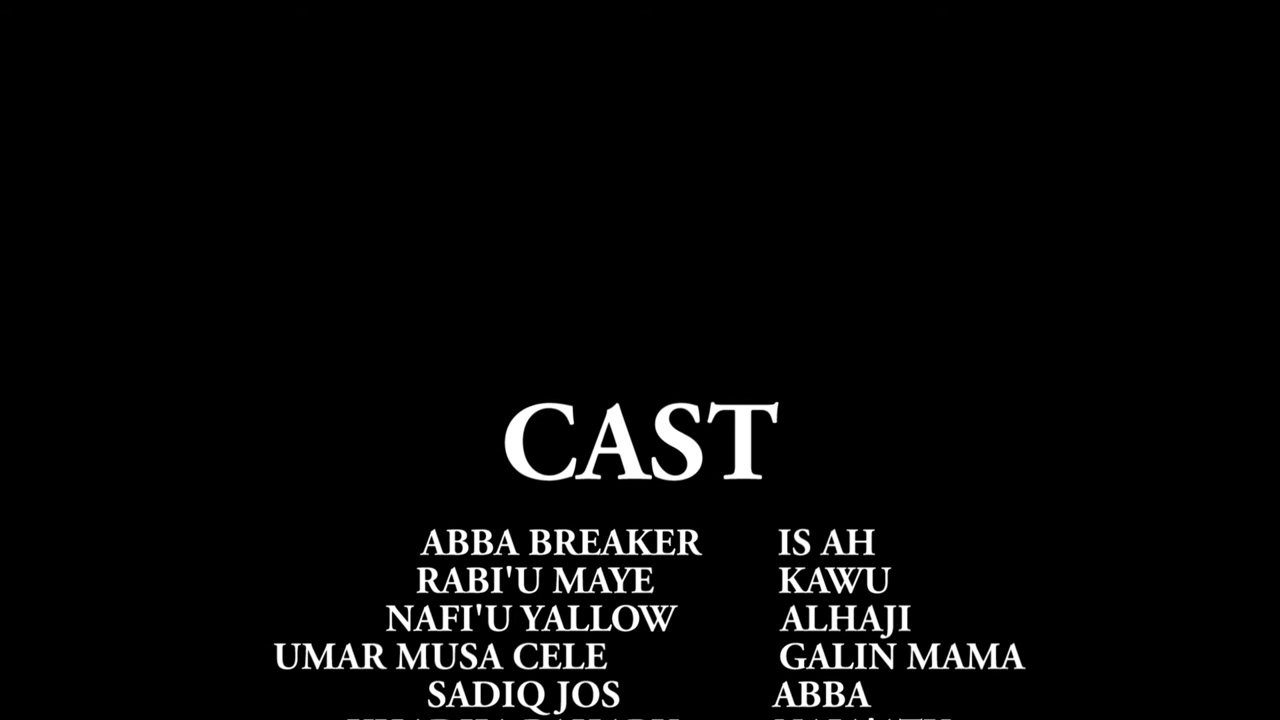 CAST
ABBA BREAKER IS AH
RABI'U MAYE KAWU
NAFI'U YALLOW ALHAJI
UMAR MUSA CELE GALIN MAMA
SADIQ JOS ABBA